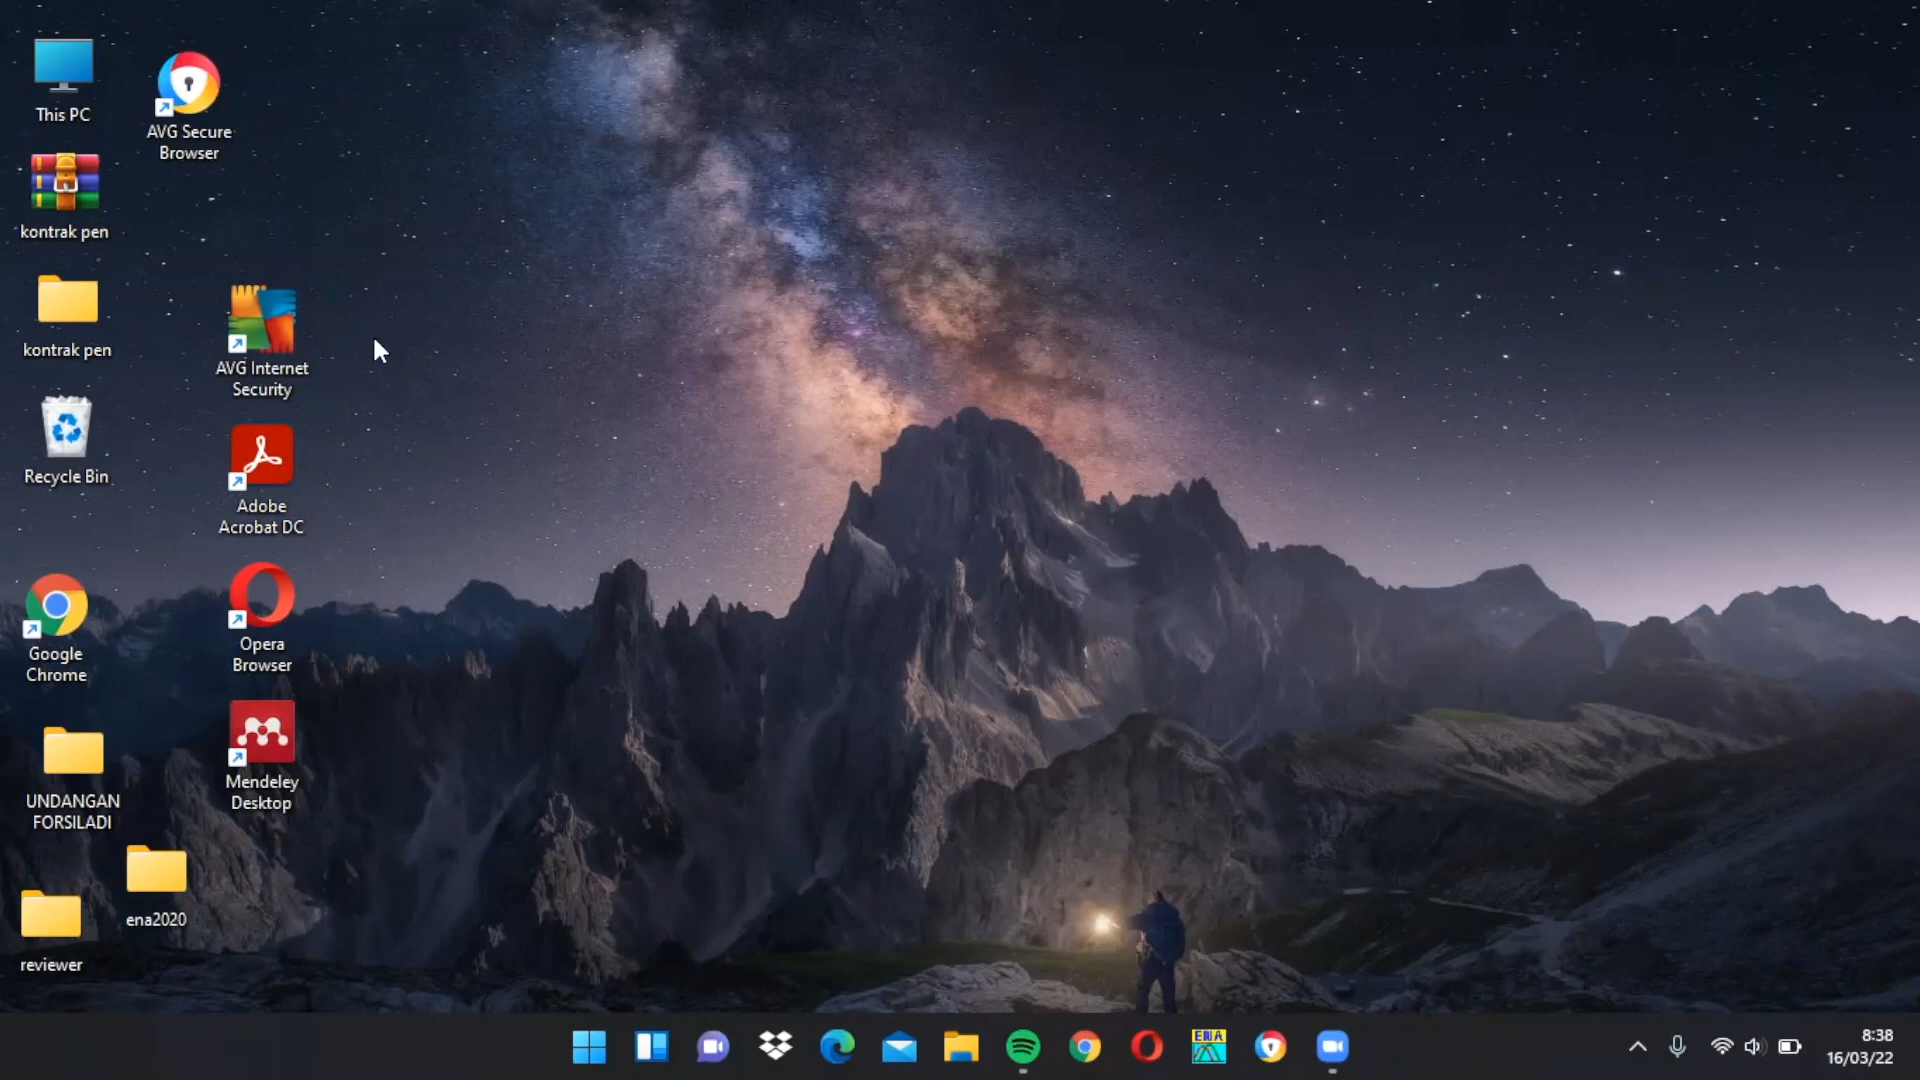 This PC
AVG Secure
Browser
kontrak pen
kontrak pen
AVG Internet
Security
Recycle Bin
Adobe
Acrobat DC
Google
Chrome
Opera
Browser
UNDANGAN
FORSILADI
Mendeley
Desktop
ena2020
reviewer
ENA
8:38
16/03/22